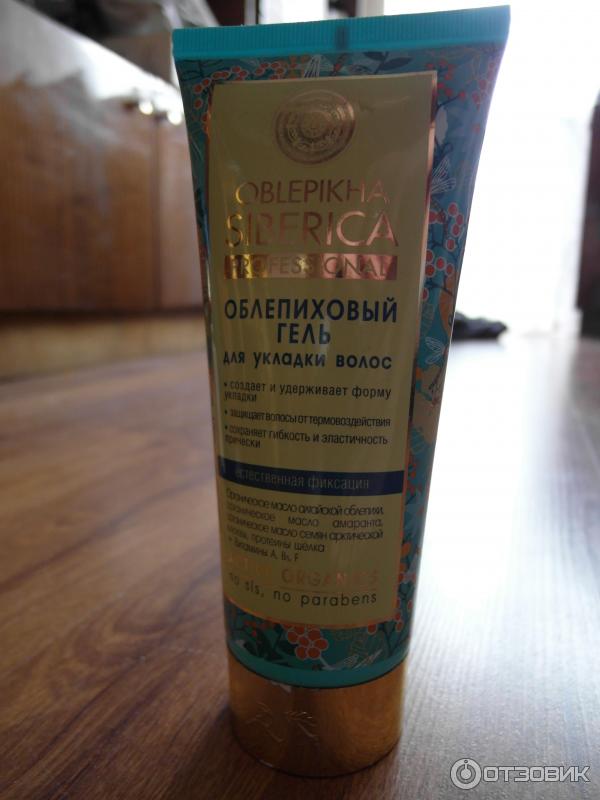 OBLEPIKHA
SIBERICA
PROFESSIONAL
ОБЛЕПИХОВЫЙ
ГЕЛЬ
для укладки волос
• создает и удерживает форму
укладки
• защищает волосы от термовоздействия
• сохраняет гибкость и эластичность
прически
естественная фиксация
Органическое масло алтайской облепихи,
органическое масло амаранта,
органическое масло семян арктической
клюквы, протеины шелка
+ Витамины A, B₅, F
ORGANICS
no sls, no parabens
ОТЗОВИК